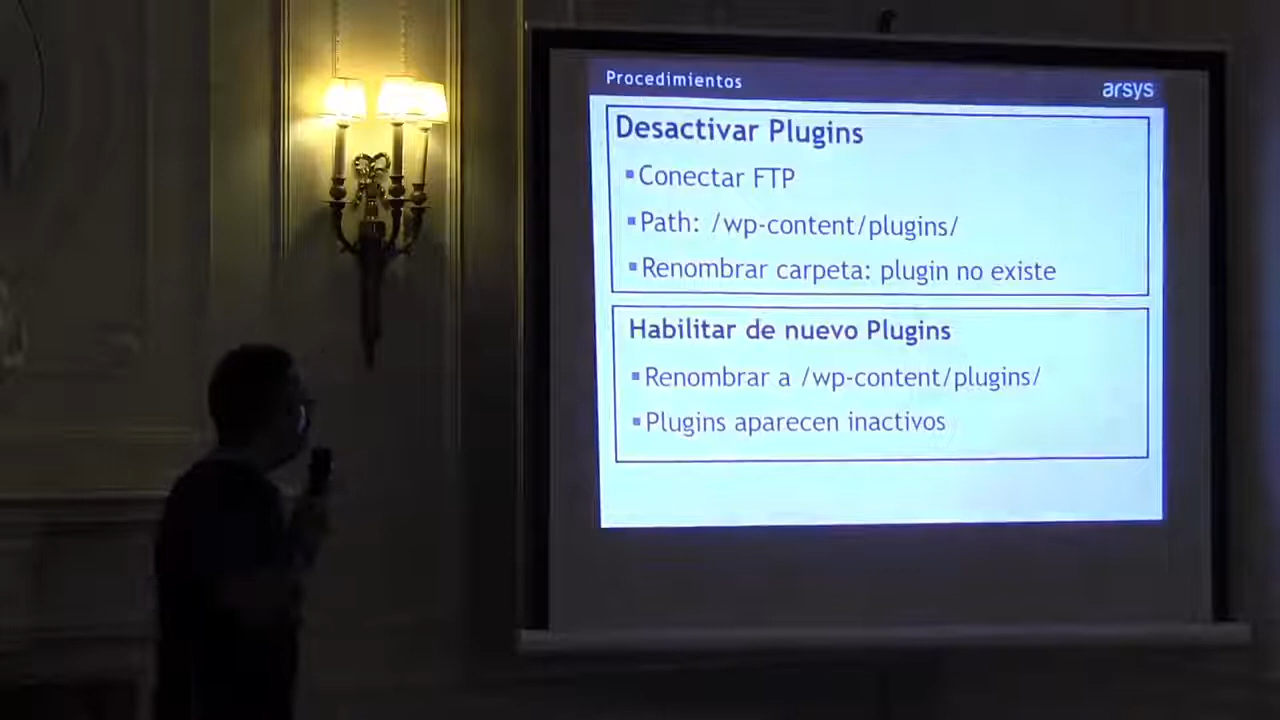 Procedimientos
arsys
Desactivar Plugins
Conectar FTP
Path: /wp-content/plugins/
Renombrar carpeta: plugin no existe
Habilitar de nuevo Plugins
Renombrar a /wp-content/plugins/
Plugins aparecen inactivos